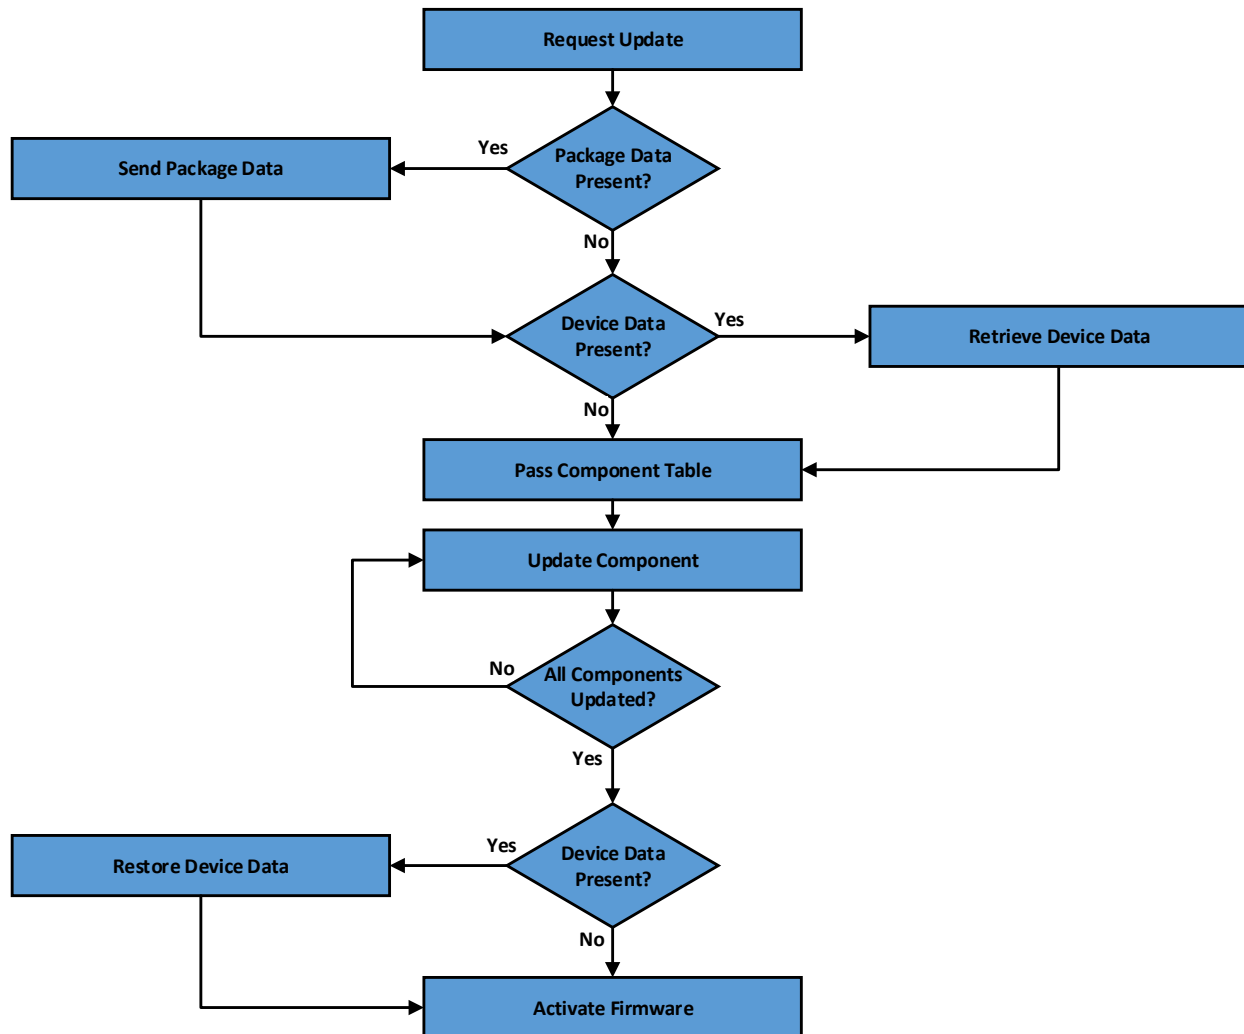 Request Update
Yes
Package Data
Present?
Send Package Data
No
Device Data
Present?
Yes
Retrieve Device Data
No
Pass Component Table
Update Component
No
All Components
Updated?
Yes
Yes
Device Data
Present?
Restore Device Data
No
Activate Firmware